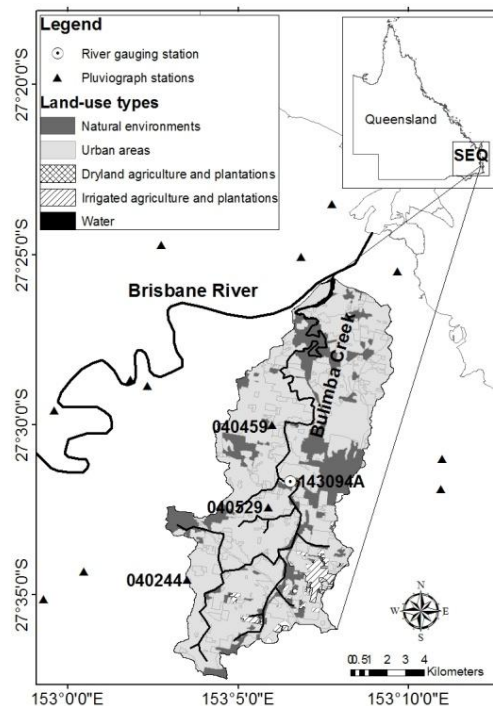 Legend
River gauging station
Pluviograph stations
Land-use types
Natural environments
Urban areas
Dryland agriculture and plantations
Irrigated agriculture and plantations
Water
Queensland
SEQ
27°20'0"S
27°25'0"S
27°30'0"S
27°35'0"S
Brisbane River
Bulimba Creek
040459
143094A
040529
040244
N
W E
S
0 0.5 1 2 3 4
Kilometers
153°0'0"E 153°5'0"E 153°10'0"E